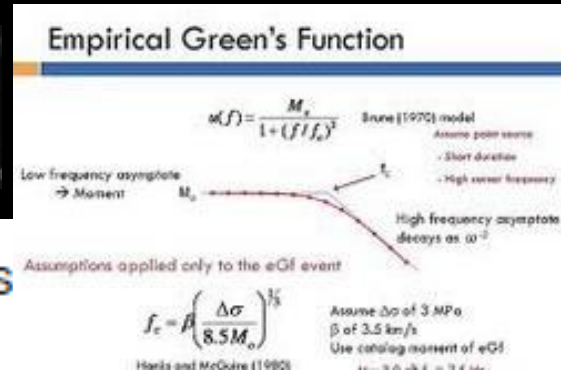 Empirical Green's Function
u(f) = M₀ / 1+(f/f_c)² Brune (1970) model
Assume point source
- Short duration
- High corner frequency
Low frequency asymptote
→ Moment M₀
f_c
High frequency asymptote
decays as ω⁻²
s
Assumptions applied only to the eGf event
f_c = β(Δσ / 8.5M₀)^⅓
Assume Δσ of 3 MPa
β of 3.5 km/s
Use catalog moment of eGf
Hanks and McGuire (1980)